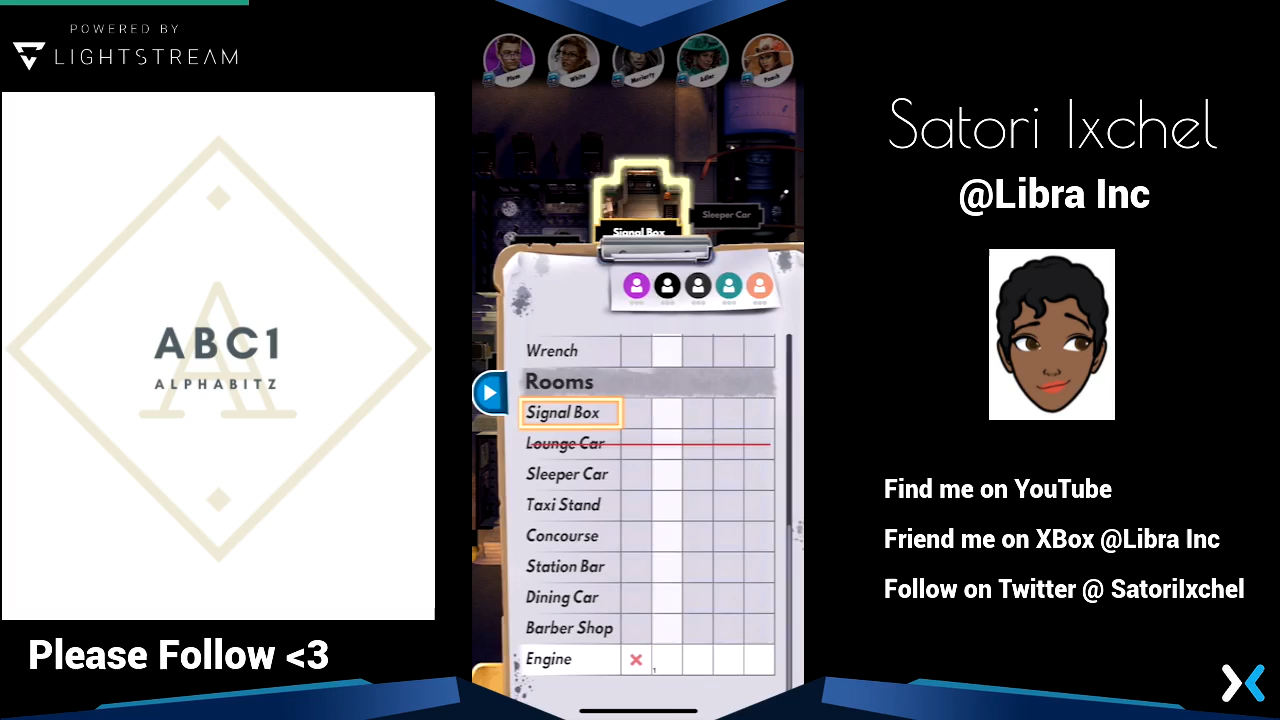 POWERED BY
LIGHTSTREAM
ABC1
ALPHABITZ
Please Follow <3
Plum
White
Moriarty
Adler
Peach
Sleeper Car
Signal Box
Wrench
Rooms
Signal Box
Lounge Car
Sleeper Car
Taxi Stand
Concourse
Station Bar
Dining Car
Barber Shop
Engine
1
Satori Ixchel
@Libra Inc
Find me on YouTube
Friend me on XBox @Libra Inc
Follow on Twitter @ SatoriIxchel